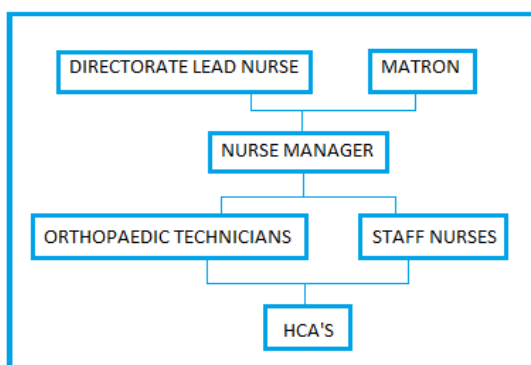 DIRECTORATE LEAD NURSE
MATRON
NURSE MANAGER
ORTHOPAEDIC TECHNICIANS
STAFF NURSES
HCA'S